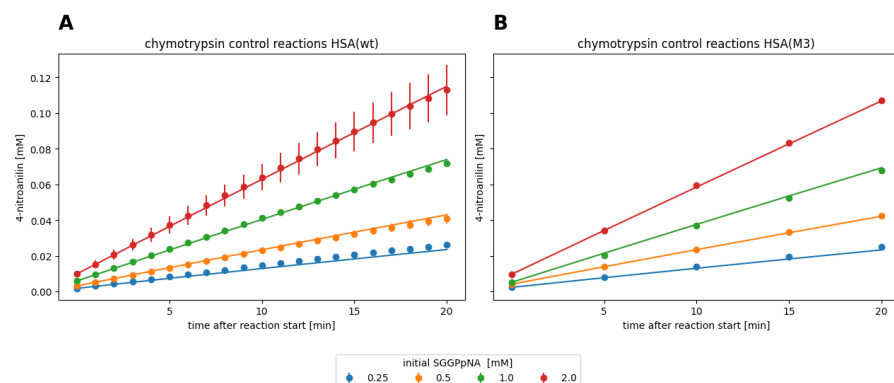 A
B
chymotrypsin control reactions HSA(wt)
chymotrypsin control reactions HSA(M3)
4-nitroanilin [mM]
0.12
0.10
0.08
0.06
0.04
0.02
0.00
4-nitroanilin [mM]
5
10
15
20
5
10
15
20
time after reaction start [min]
time after reaction start [min]
initial SGGPpNA [mM]
0.25
0.5
1.0
2.0